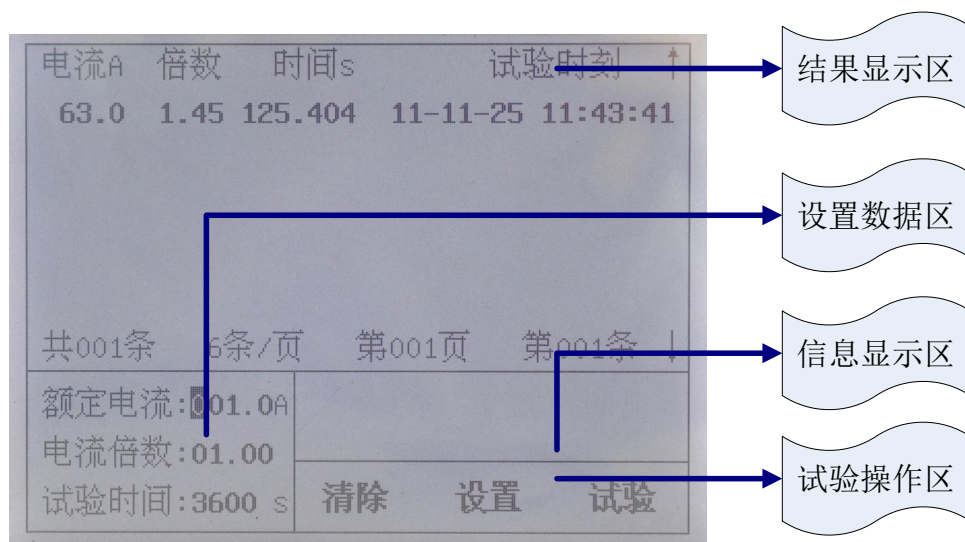 电流A 倍数 时间s 试验时刻 ↑
63.0 1.45 125.404 11-11-25 11:43:41
共001条 6条/页 第001页 第001条 ↓
额定电流:001.0A
电流倍数:01.00
试验时间:3600 s
清除 设置 试验
结果显示区
设置数据区
信息显示区
试验操作区